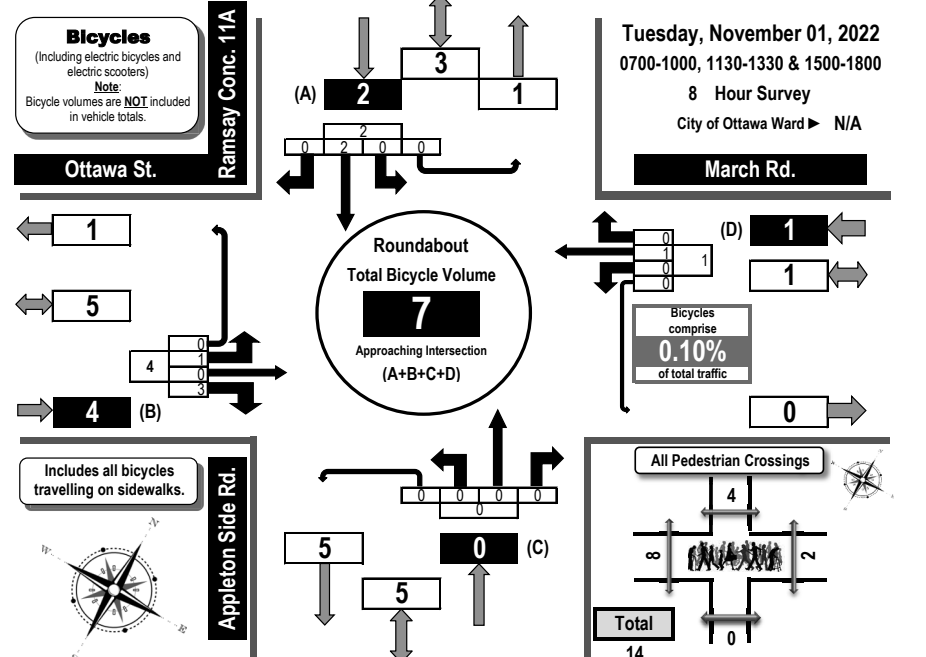 Bicycles
(Including electric bicycles and
electric scooters)
Note:
Bicycle volumes are NOT included
in vehicle totals.
Ramsay Conc. 11A
Ottawa St.
(A)
2
3
1
2
0 2 0 0
Tuesday, November 01, 2022
0700-1000, 1130-1330 & 1500-1800
8 Hour Survey
City of Ottawa Ward► N/A
March Rd.
1
5
4
0
1
0
3
4
(B)
Roundabout
Total Bicycle Volume
7
Approaching Intersection
(A+B+C+D)
0
1
0
0
1
(D)
1
1
Bicycles
comprise
0.10%
of total traffic
0
Includes all bicycles
travelling on sidewalks.
N
W
E
S
Appleton Side Rd.
0 0 0 0
0
5
0
(C)
5
All Pedestrian Crossings
4
8
2
0
Total
14